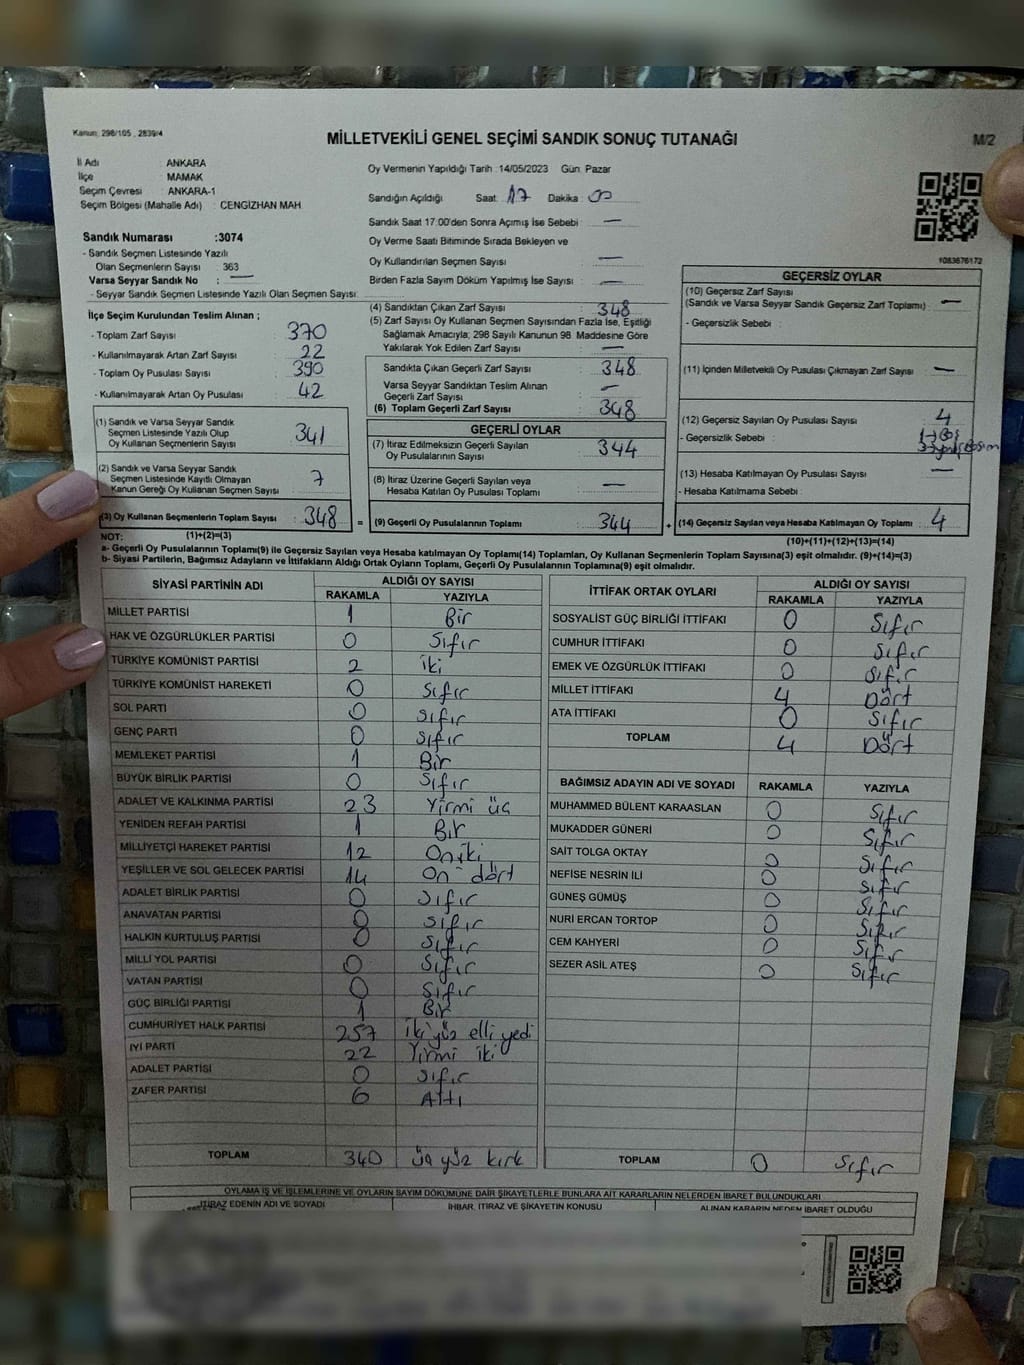 Kanun: 298/105 , 2839/4
MİLLETVEKİLİ GENEL SEÇİMİ SANDIK SONUÇ TUTANAĞI
M/2
İl Adı : ANKARA
İlçe : MAMAK
Seçim Çevresi : ANKARA-1
Seçim Bölgesi (Mahalle Adı) : CENGİZHAN MAH.
Sandık Numarası :3074
- Sandık Seçmen Listesinde Yazılı
Olan Seçmenlerin Sayısı : 363
Varsa Seyyar Sandık No : —
- Seyyar Sandık Seçmen Listesinde Yazılı Olan Seçmen Sayısı:
İlçe Seçim Kurulundan Teslim Alınan ;
- Toplam Zarf Sayısı 370
- Kullanılmayarak Artan Zarf Sayısı 22
- Toplam Oy Pusulası Sayısı 390
- Kullanılmayarak Artan Oy Pusulası 42
(1) Sandık ve Varsa Seyyar Sandık
Seçmen Listesinde Yazılı Olup
Oy Kullanan Seçmenlerin Sayısı 341
(2) Sandık ve Varsa Seyyar Sandık
Seçmen Listesinde Kayıtlı Olmayan
Kanun Gereği Oy Kullanan Seçmen Sayısı 7
(3) Oy Kullanan Seçmenlerin Toplam Sayısı : 348
Oy Vermenin Yapıldığı Tarih :14/05/2023 Gün: Pazar
Sandığın Açıldığı Saat: 17 Dakika : 00
Sandık Saat 17:00'den Sonra Açılmış İse Sebebi : —
Oy Verme Saati Bitiminde Sırada Bekleyen ve
Oy Kullandırılan Seçmen Sayısı : —
Birden Fazla Sayım Döküm Yapılmış İse Sayısı : —
(4) Sandıktan Çıkan Zarf Sayısı : 348
(5) Zarf Sayısı Oy Kullanan Seçmen Sayısından Fazla İse, Eşitliği
Sağlamak Amacıyla; 298 Sayılı Kanunun 98. Maddesine Göre
Yakılarak Yok Edilen Zarf Sayısı : —
Sandıkta Çıkan Geçerli Zarf Sayısı : 348
Varsa Seyyar Sandıktan Teslim Alınan
Geçerli Zarf Sayısı : —
(6) Toplam Geçerli Zarf Sayısı : 348
GEÇERLİ OYLAR
(7) İtiraz Edilmeksizin Geçerli Sayılan
Oy Pusulalarının Sayısı : 344
(8) İtiraz Üzerine Geçerli Sayılan veya
Hesaba Katılan Oy Pusulası Toplamı : —
= (9) Geçerli Oy Pusulalarının Toplamı : 344
Y083676172
GEÇERSİZ OYLAR
(10) Geçersiz Zarf Sayısı
(Sandık ve Varsa Seyyar Sandık Geçersiz Zarf Toplamı) : —
- Geçersizlik Sebebi :
(11) İçinden Milletvekili Oy Pusulası Çıkmayan Zarf Sayısı : —
(12) Geçersiz Sayılan Oy Pusulası Sayısı : 4
- Geçersizlik Sebebi :
(13) Hesaba Katılmayan Oy Pusulası Sayısı : —
- Hesaba Katılmama Sebebi :
+ (14) Geçersiz Sayılan veya Hesaba Katılmayan Oy Toplamı : 4
NOT: (1)+(2)=(3) (10)+(11)+(12)+(13)=(14)
a- Geçerli Oy Pusulalarının Toplamı(9) ile Geçersiz Sayılan veya Hesaba katılmayan Oy Toplamı(14) Toplamları, Oy Kullanan Seçmenlerin Toplam Sayısına(3) eşit olmalıdır. (9)+(14)=(3)
b- Siyasi Partilerin, Bağımsız Adayların ve İttifakların Aldığı Ortak Oyların Toplamı, Geçerli Oy Pusulalarının Toplamına(9) eşit olmalıdır.
SİYASİ PARTİNİN ADI ALDIĞI OY SAYISI
RAKAMLA YAZIYLA
MİLLET PARTİSİ 1 Bir
HAK VE ÖZGÜRLÜKLER PARTİSİ 0 Sıfır
TÜRKİYE KOMÜNİST PARTİSİ 2 iki
TÜRKİYE KOMÜNİST HAREKETİ 0 Sıfır
SOL PARTİ 0 Sıfır
GENÇ PARTİ 0 Sıfır
MEMLEKET PARTİSİ 1 Bir
BÜYÜK BİRLİK PARTİSİ 0 Sıfır
ADALET VE KALKINMA PARTİSİ 23 Yirmi üç
YENİDEN REFAH PARTİSİ 1 Bir
MİLLİYETÇİ HAREKET PARTİSİ 12 Oniki
YEŞİLLER VE SOL GELECEK PARTİSİ 14 On dört
ADALET BİRLİK PARTİSİ 0 Sıfır
ANAVATAN PARTİSİ 0 Sıfır
HALKIN KURTULUŞ PARTİSİ 0 Sıfır
MİLLİ YOL PARTİSİ 0 Sıfır
VATAN PARTİSİ 0 Sıfır
GÜÇ BİRLİĞİ PARTİSİ 1 Bir
CUMHURİYET HALK PARTİSİ 257 İki yüz elli yedi
İYİ PARTİ 22 Yirmi iki
ADALET PARTİSİ 0 Sıfır
ZAFER PARTİSİ 6 Altı
TOPLAM 340 üç yüz kırk
İTTİFAK ORTAK OYLARI ALDIĞI OY SAYISI
RAKAMLA YAZIYLA
SOSYALİST GÜÇ BİRLİĞİ İTTİFAKI 0 Sıfır
CUMHUR İTTİFAKI 0 Sıfır
EMEK VE ÖZGÜRLÜK İTTİFAKI 0 Sıfır
MİLLET İTTİFAKI 4 Dört
ATA İTTİFAKI 0 Sıfır
TOPLAM 4 Dört
BAĞIMSIZ ADAYIN ADI VE SOYADI RAKAMLA YAZIYLA
MUHAMMED BÜLENT KARAASLAN 0 Sıfır
MUKADDER GÜNERİ 0 Sıfır
SAİT TOLGA OKTAY 0 Sıfır
NEFİSE NESRİN İLİ 0 Sıfır
GÜNEŞ GÜMÜŞ 0 Sıfır
NURİ ERCAN TORTOP 0 Sıfır
CEM KAHYERİ 0 Sıfır
SEZER ASİL ATEŞ 0 Sıfır
TOPLAM 0 Sıfır
OYLAMA İŞ VE İŞLEMLERİNE VE OYLARIN SAYIM DÖKÜMÜNE DAİR ŞİKAYETLERLE BUNLARA AİT KARARLARIN NELERDEN İBARET BULUNDUKLARI
İTİRAZ EDENİN ADI VE SOYADI İHBAR, İTİRAZ VE ŞİKAYETİN KONUSU ALINAN KARARIN NEDEN İBARET OLDUĞU